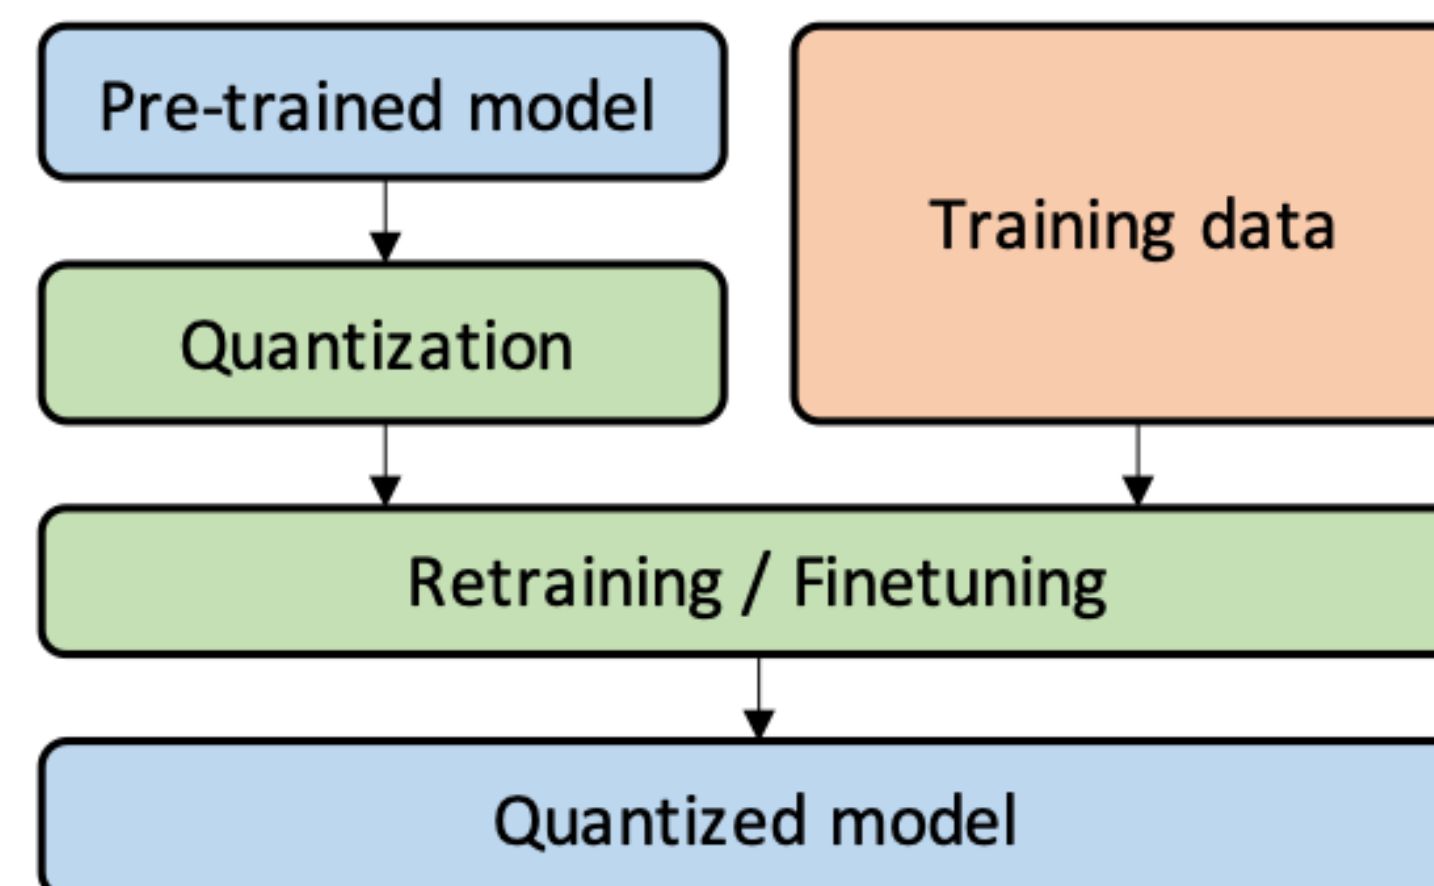 Pre-trained model
Training data
Quantization
Retraining / Finetuning
Quantized model